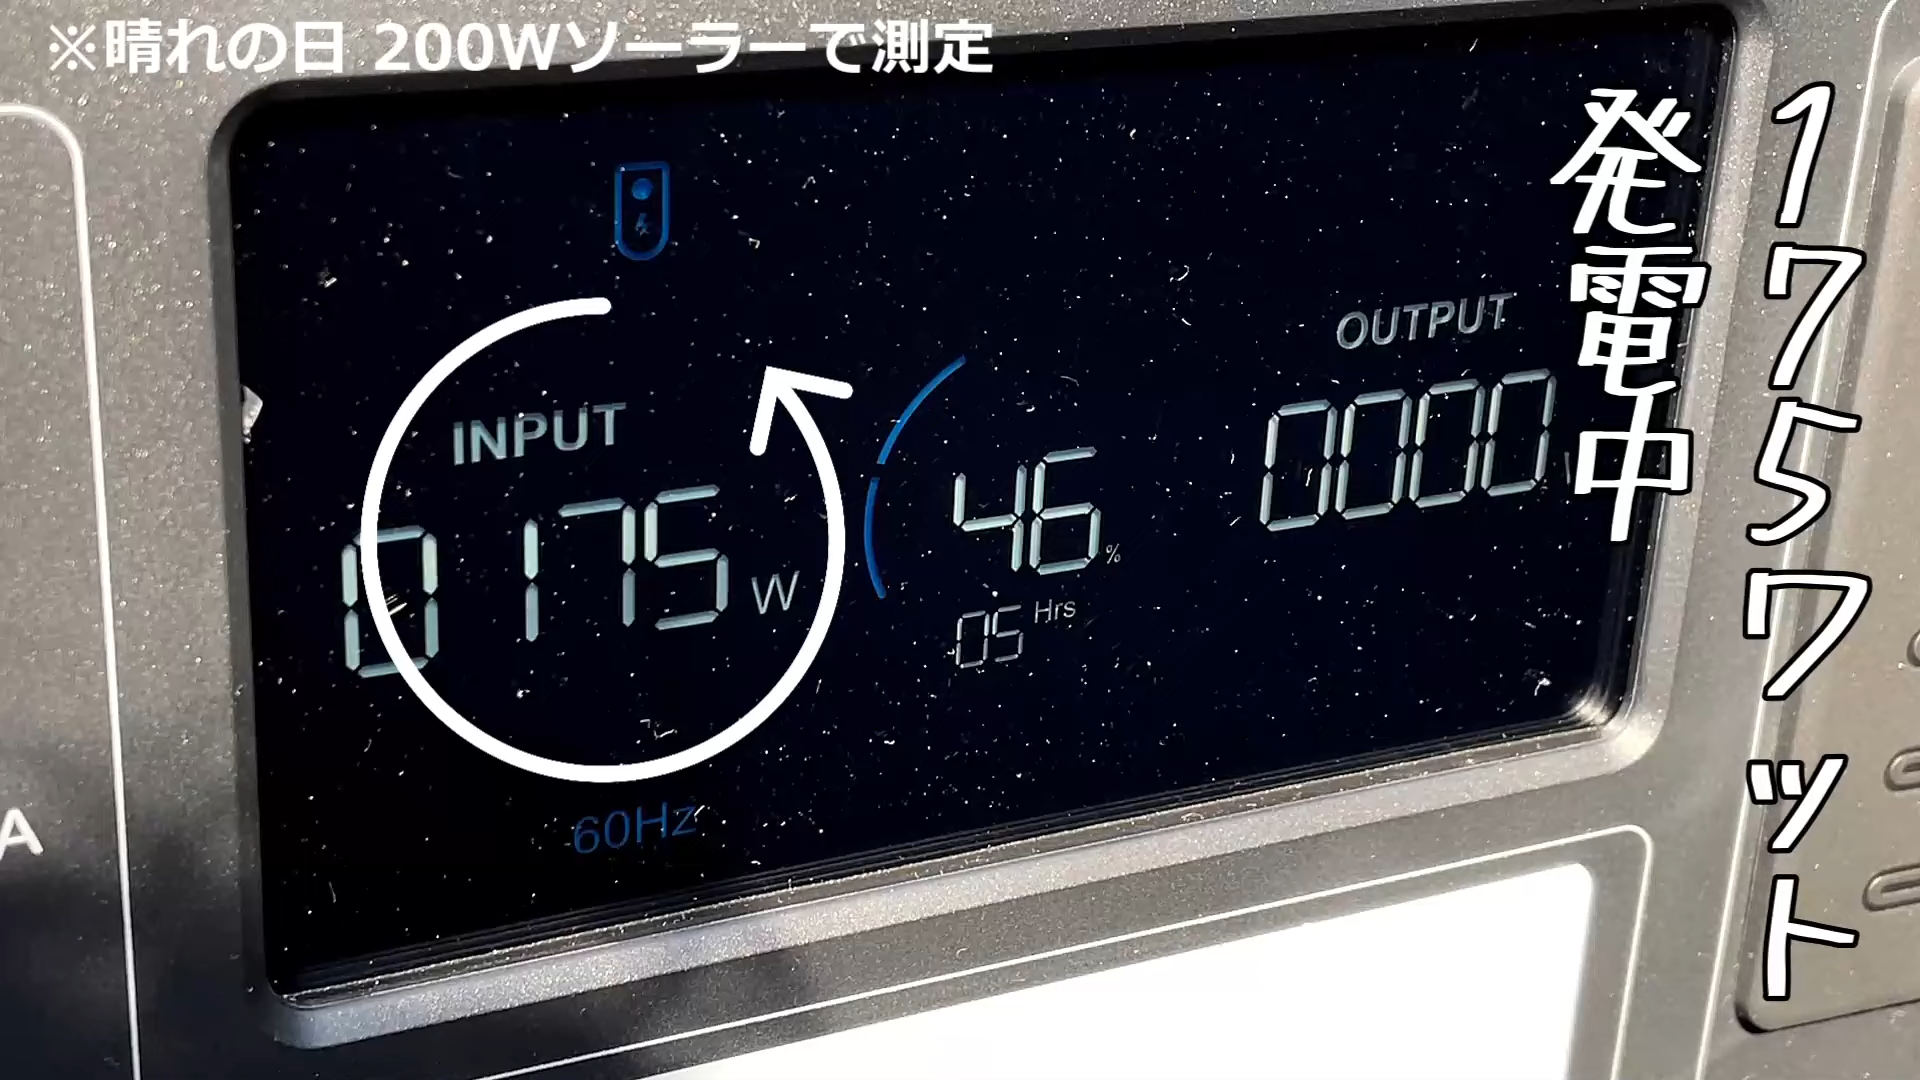 ※晴れの日 200Wソーラーで測定
175ワット
発電中
INPUT
0175 W
46 %
05 Hrs
OUTPUT
0000
60Hz
A